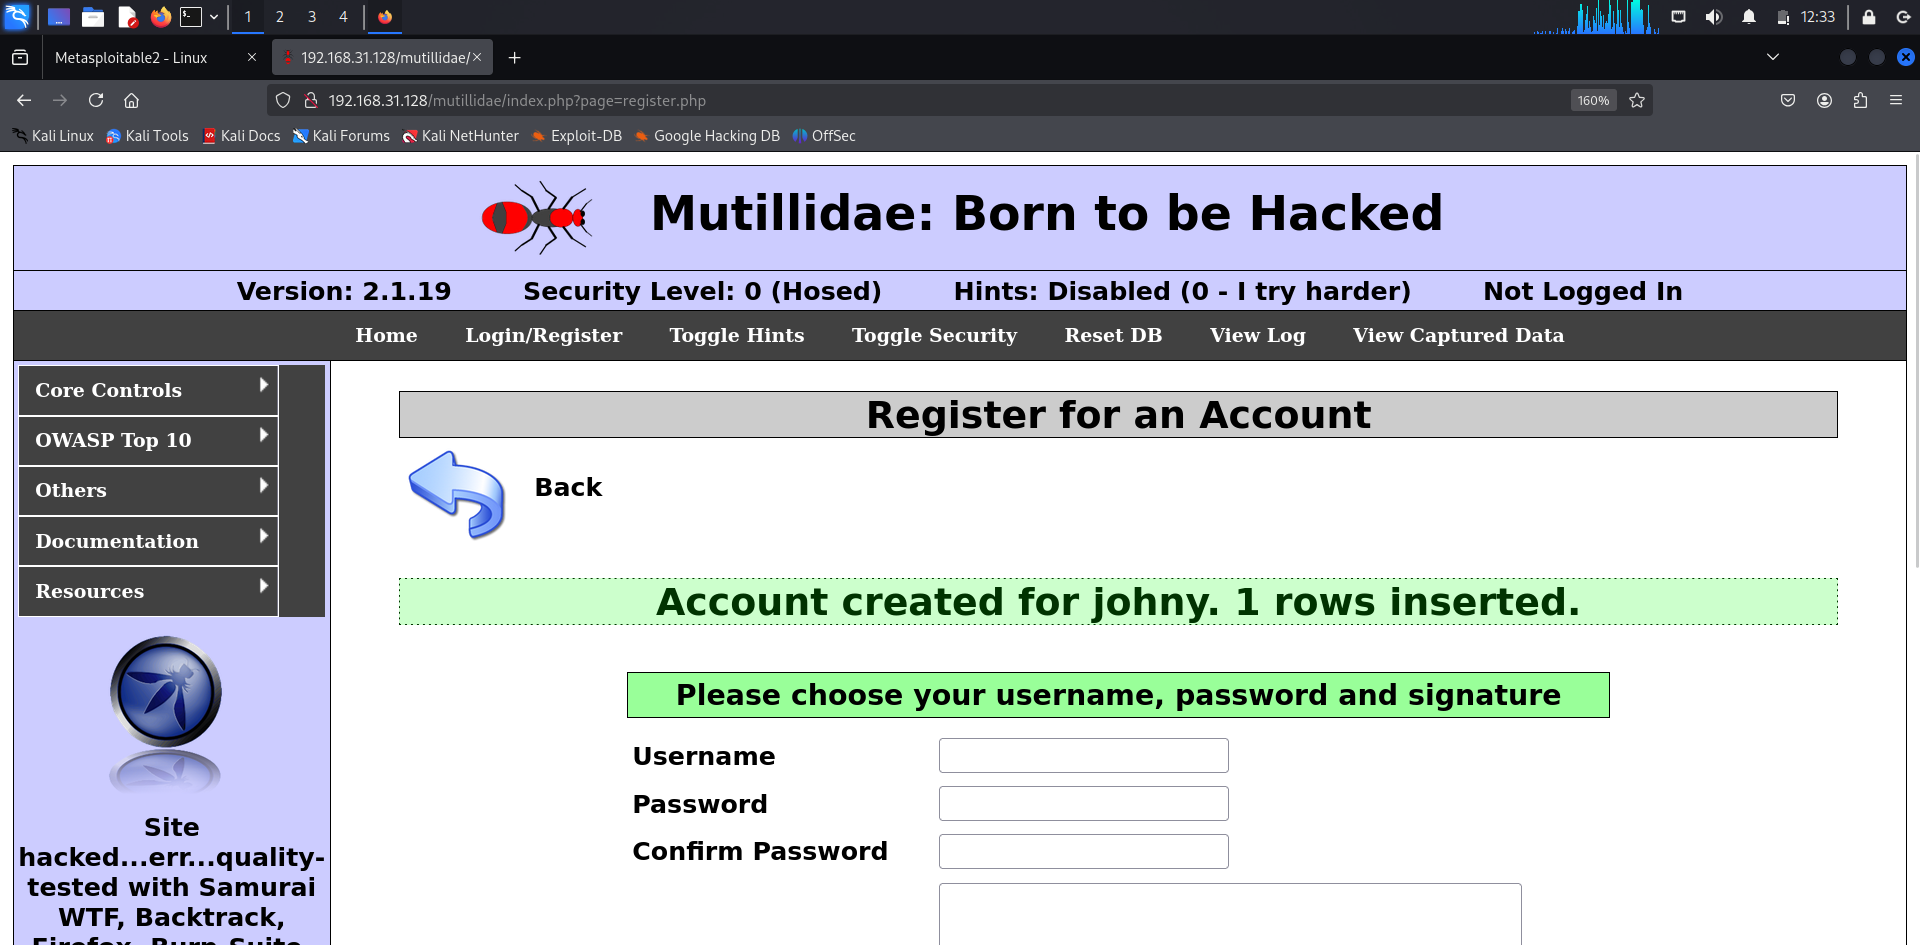 1 2 3 4 12:33
Metasploitable2 - Linux 192.168.31.128/mutillidae/
192.168.31.128/mutillidae/index.php?page=register.php 160%
Kali Linux Kali Tools Kali Docs Kali Forums Kali NetHunter Exploit-DB Google Hacking DB OffSec
Mutillidae: Born to be Hacked
Version: 2.1.19 Security Level: 0 (Hosed) Hints: Disabled (0 - I try harder) Not Logged In
Home Login/Register Toggle Hints Toggle Security Reset DB View Log View Captured Data
Core Controls
OWASP Top 10
Others
Documentation
Resources
Site
hacked...err...quality-
tested with Samurai
WTF, Backtrack,
Firefox, Burp-Suite,
Register for an Account
Back
Account created for johny. 1 rows inserted.
Please choose your username, password and signature
Username
Password
Confirm Password